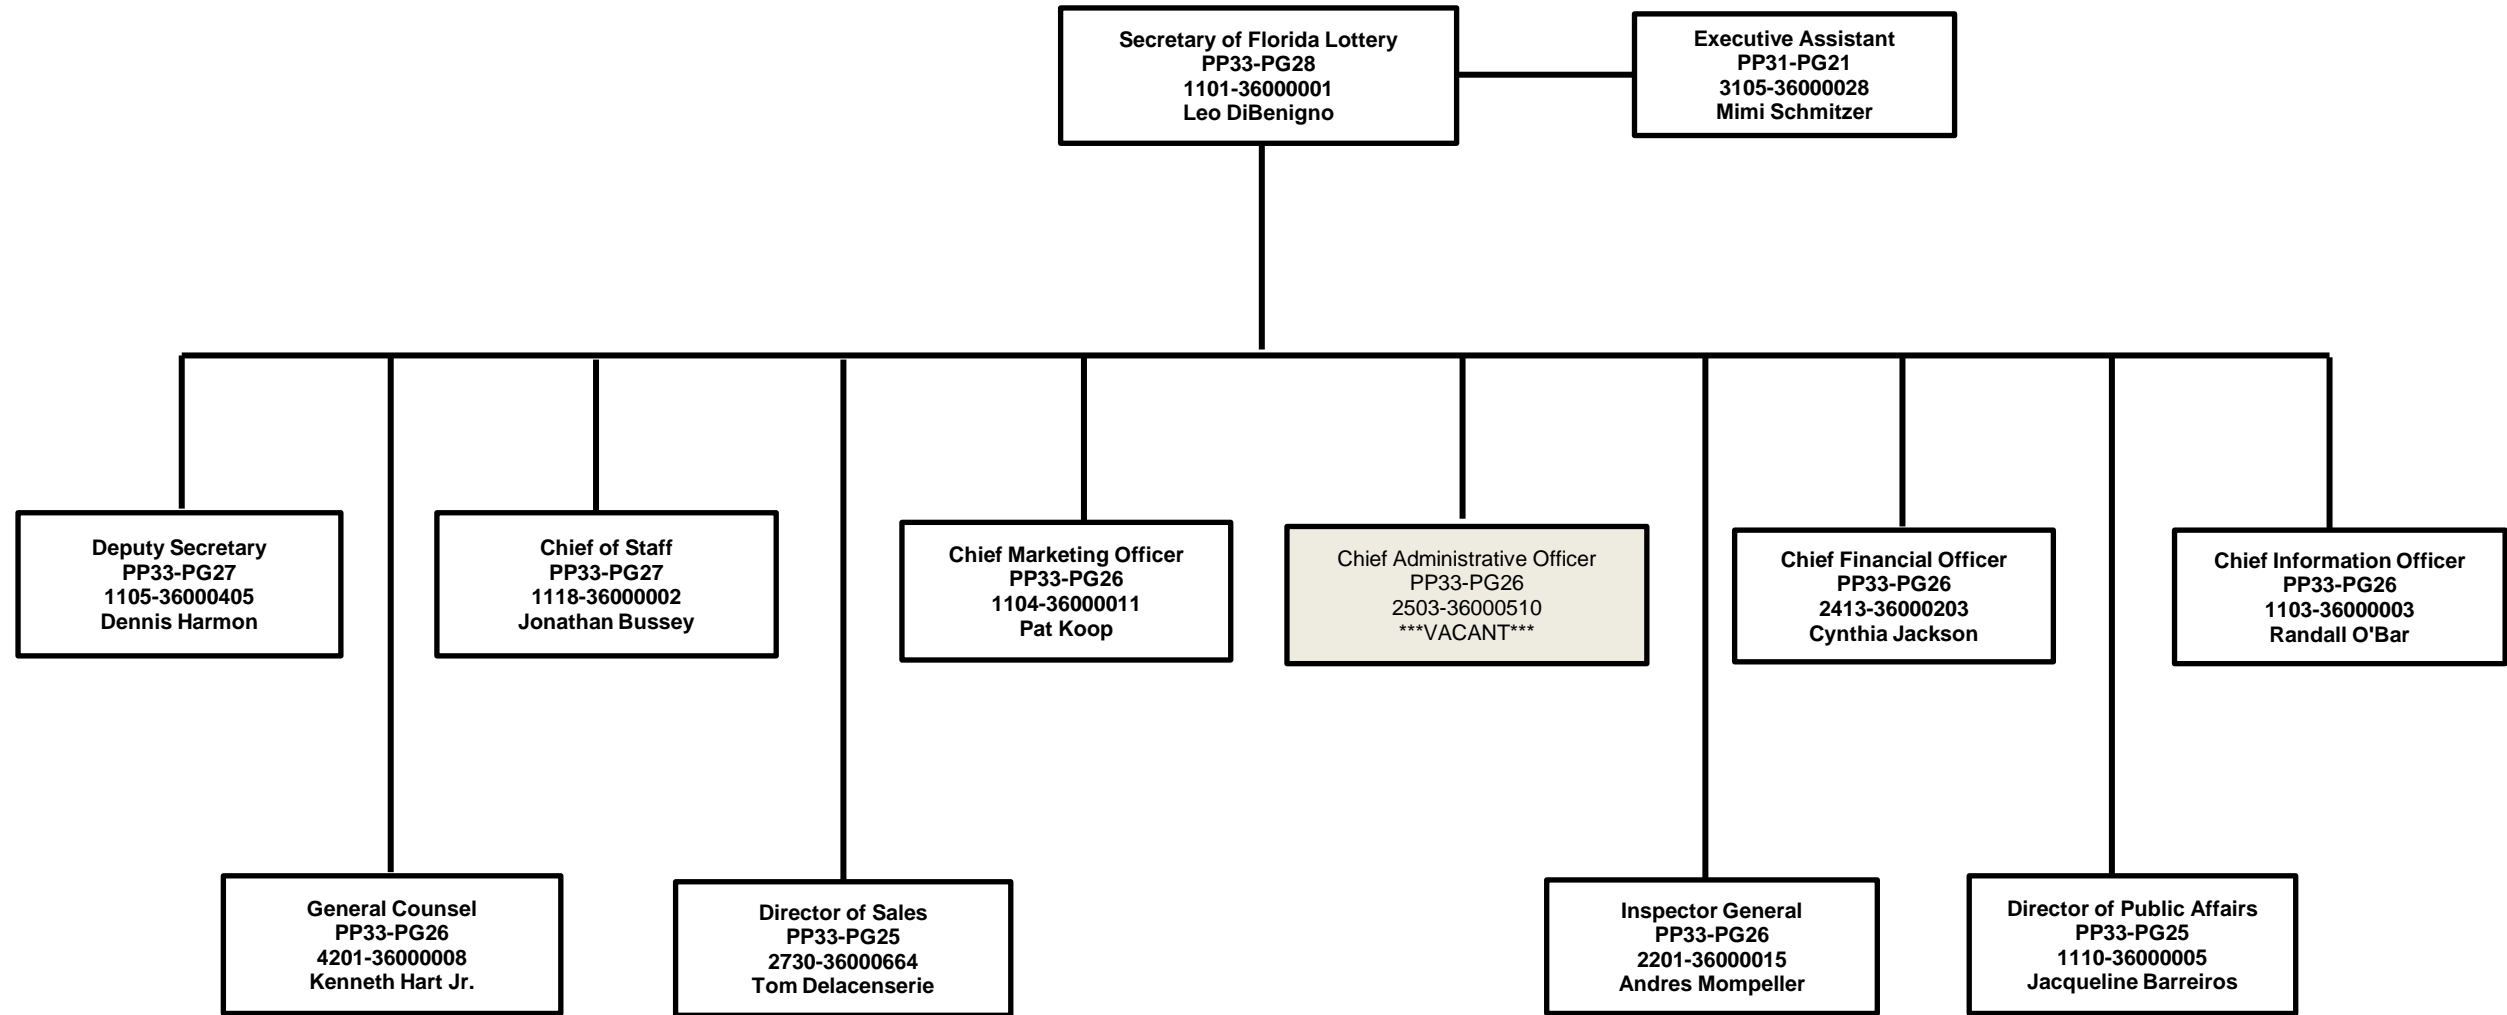 Secretary of Florida Lottery
PP33-PG28
1101-36000001
Leo DiBenigno
Executive Assistant
PP31-PG21
3105-36000028
Mimi Schmitzer
Deputy Secretary
PP33-PG27
1105-36000405
Dennis Harmon
Chief of Staff
PP33-PG27
1118-36000002
Jonathan Bussey
Chief Marketing Officer
PP33-PG26
1104-36000011
Pat Koop
Chief Administrative Officer
PP33-PG26
2503-36000510
***VACANT***
Chief Financial Officer
PP33-PG26
2413-36000203
Cynthia Jackson
Chief Information Officer
PP33-PG26
1103-36000003
Randall O'Bar
General Counsel
PP33-PG26
4201-36000008
Kenneth Hart Jr.
Director of Sales
PP33-PG25
2730-36000664
Tom Delacenserie
Inspector General
PP33-PG26
2201-36000015
Andres Mompeller
Director of Public Affairs
PP33-PG25
1110-36000005
Jacqueline Barreiros